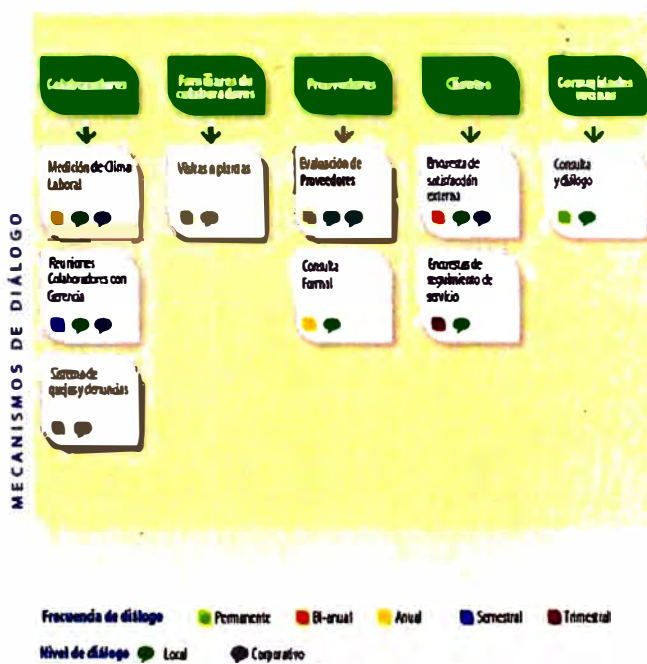 MECANISMOS DE DIÁLOGO
Colaboradores
Familiares de
colaboradores
Proveedores
Clientes
Comunidades
vecinas
Medición de Clima
Laboral
Visitas a plantas
Evaluación de
Proveedores
Encuesta de
satisfacción
externa
Consulta
y diálogo
Reuniones
Colaboradores con
Gerencia
Consulta
Formal
Encuestas de
seguimiento de
servicio
Sistema de
quejas y denuncias
Frecuencia de diálogo Permanente Bi-anual Anual Semestral Trimestral
Nivel de diálogo Local Corporativo